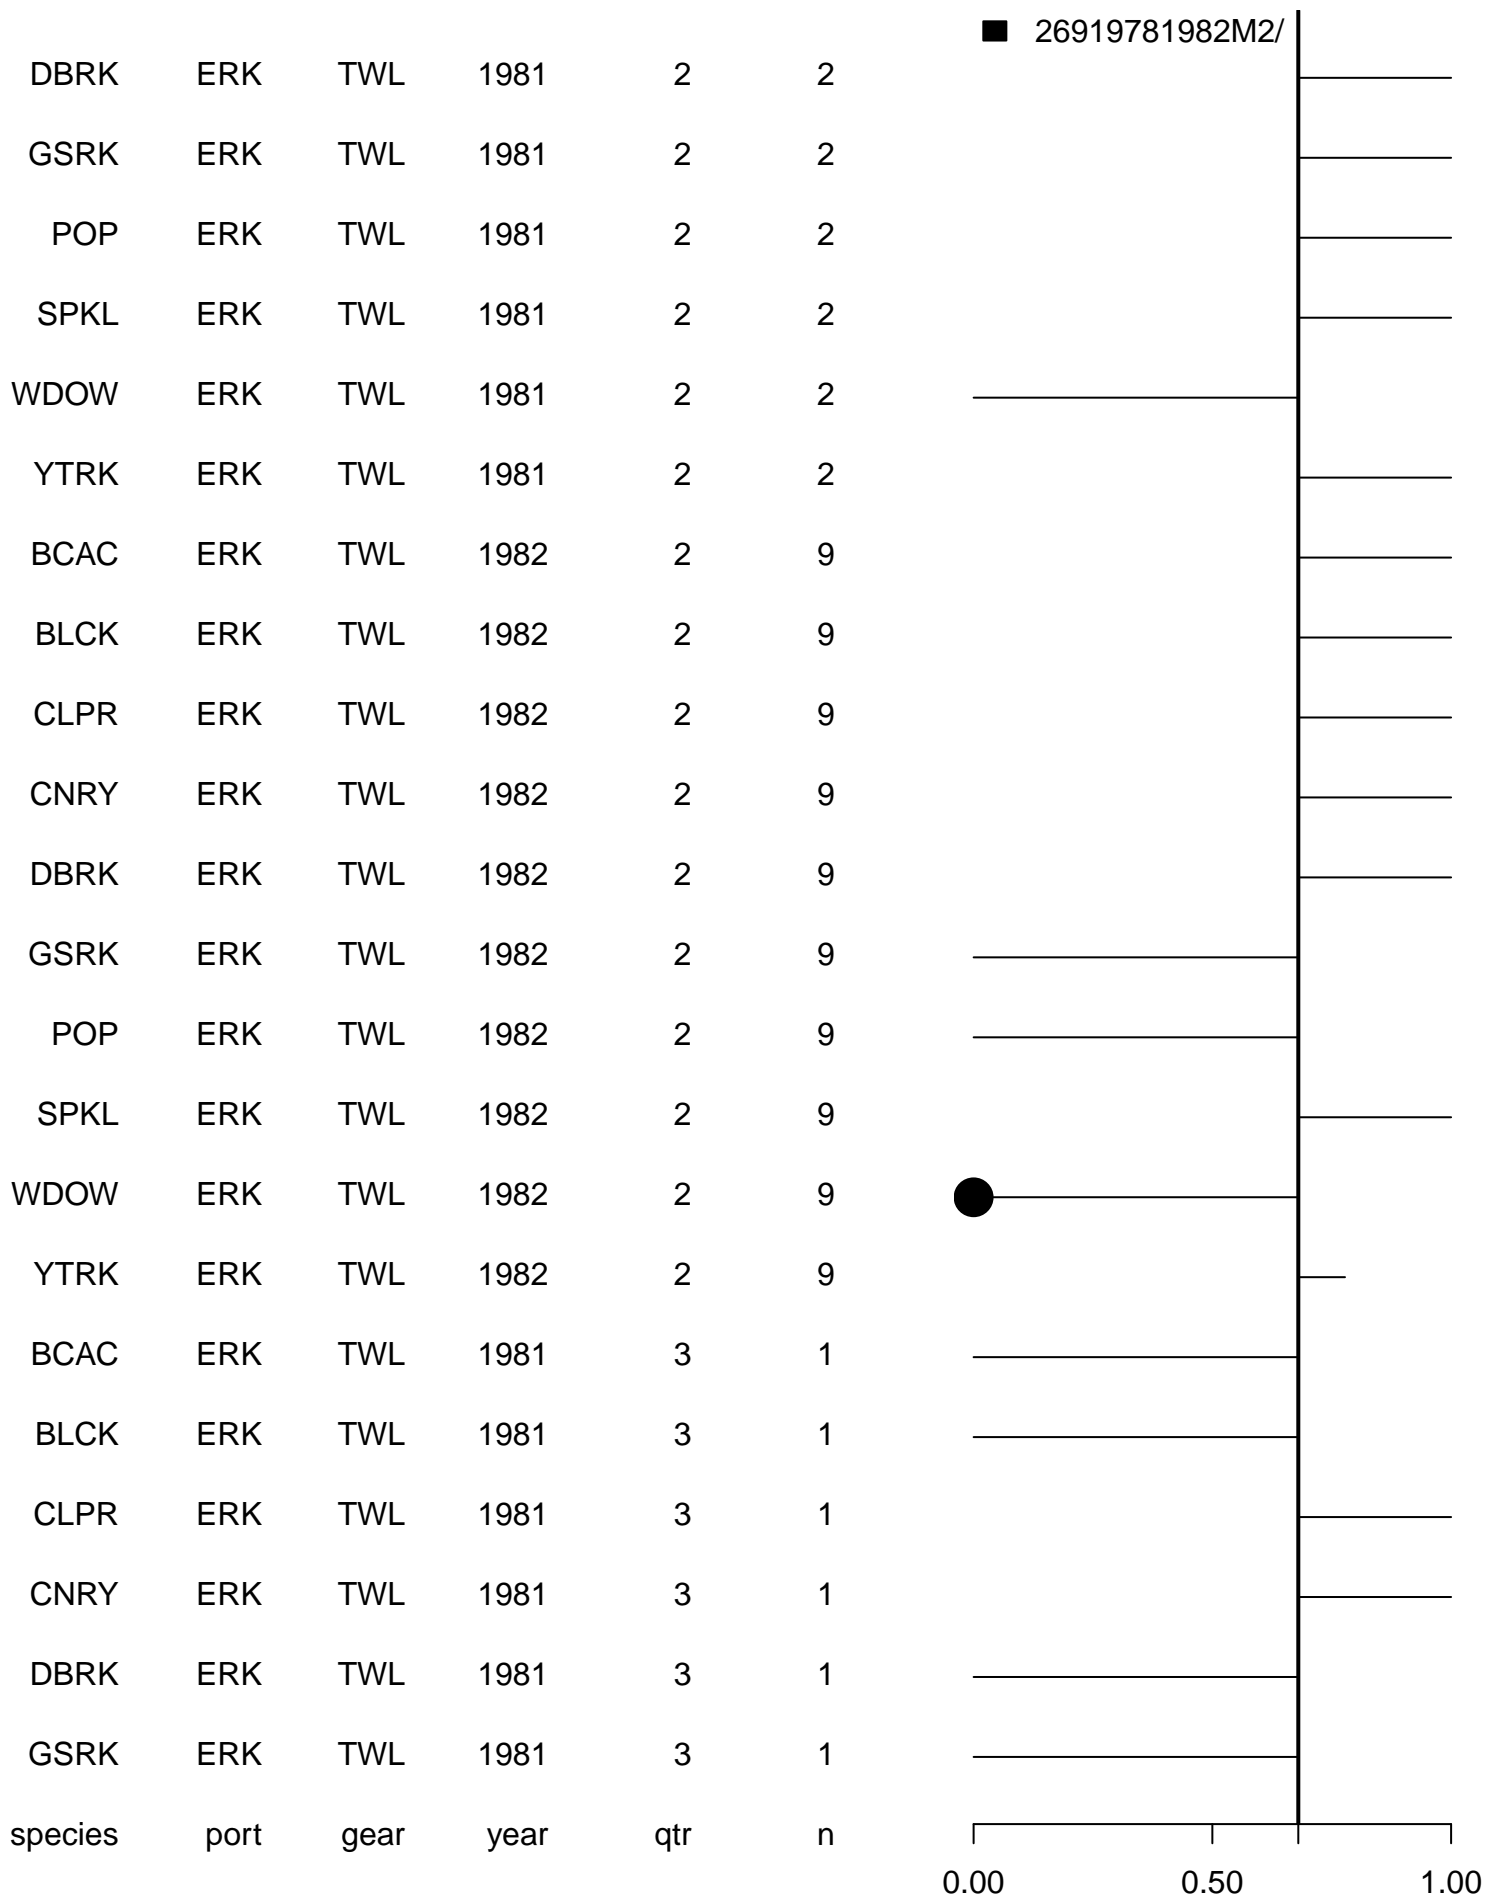 26919781982M2/
DBRK ERK TWL 1981 2 2
GSRK ERK TWL 1981 2 2
POP ERK TWL 1981 2 2
SPKL ERK TWL 1981 2 2
WDOW ERK TWL 1981 2 2
YTRK ERK TWL 1981 2 2
BCAC ERK TWL 1982 2 9
BLCK ERK TWL 1982 2 9
CLPR ERK TWL 1982 2 9
CNRY ERK TWL 1982 2 9
DBRK ERK TWL 1982 2 9
GSRK ERK TWL 1982 2 9
POP ERK TWL 1982 2 9
SPKL ERK TWL 1982 2 9
WDOW ERK TWL 1982 2 9
YTRK ERK TWL 1982 2 9
BCAC ERK TWL 1981 3 1
BLCK ERK TWL 1981 3 1
CLPR ERK TWL 1981 3 1
CNRY ERK TWL 1981 3 1
DBRK ERK TWL 1981 3 1
GSRK ERK TWL 1981 3 1
species port gear year qtr n
0.00 0.50 1.00